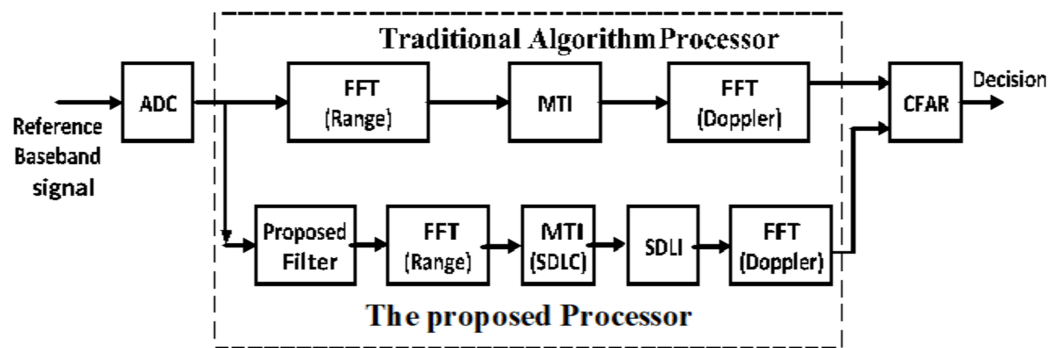 Traditional Algorithm Processor
ADC
FFT
(Range)
MTI
FFT
(Doppler)
CFAR
Decision
Reference
Baseband
signal
Proposed
Filter
FFT
(Range)
MTI
(SDLC)
SDLI
FFT
(Doppler)
The proposed Processor